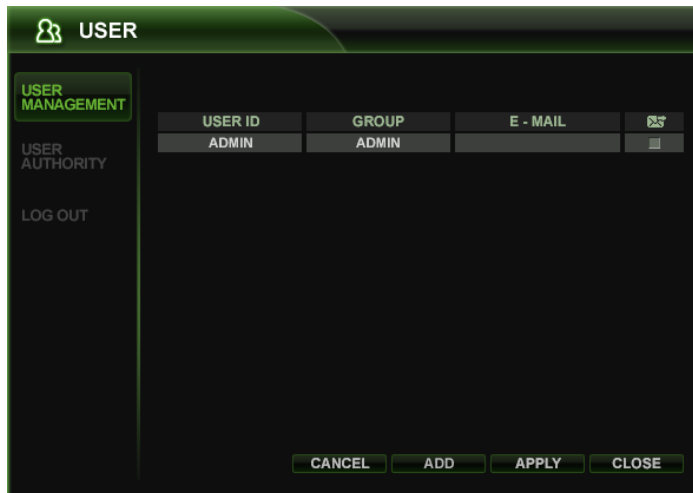 USER
USER
MANAGEMENT
USER
AUTHORITY
LOG OUT
USER ID GROUP E - MAIL
ADMIN ADMIN
CANCEL ADD APPLY CLOSE